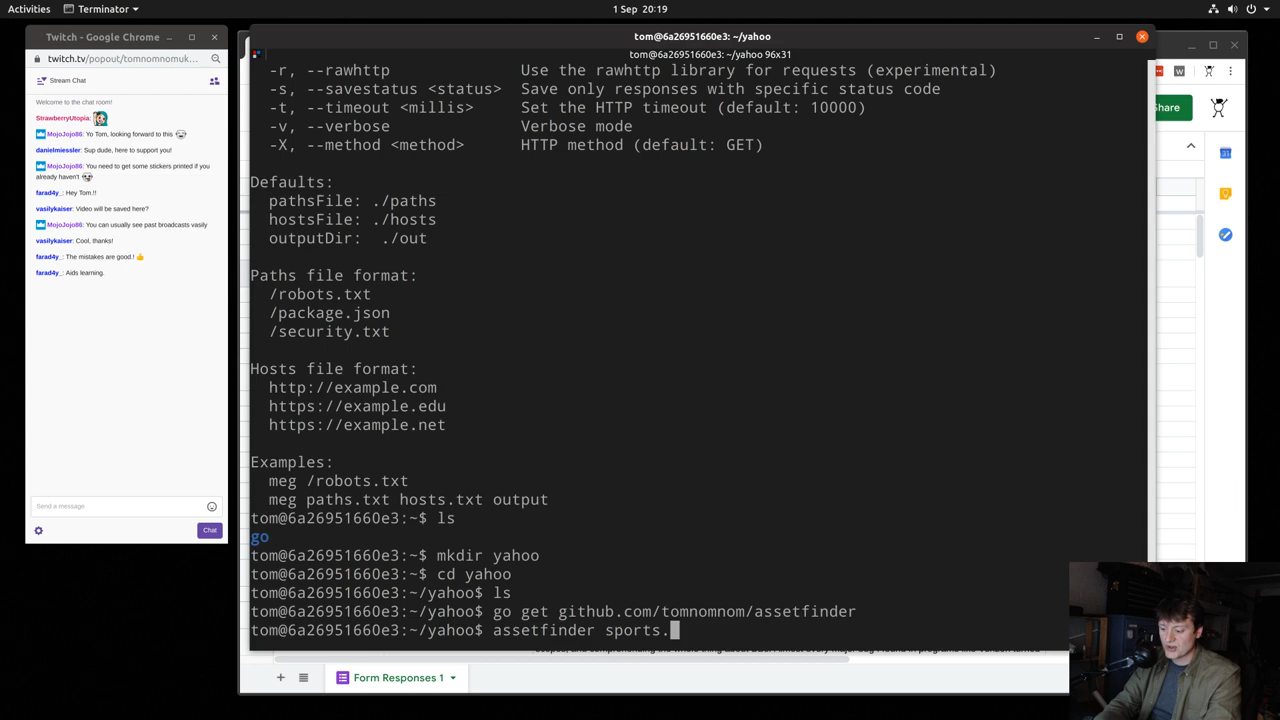 Activities
Terminator
1 Sep 20:19
Twitch - Google Chrome
twitch.tv/popout/tomnomnomuk…
Stream Chat
Welcome to the chat room!
StrawberryUtopia:
MojoJojo86: Yo Tom, looking forward to this
danielmiessler: Sup dude, here to support you!
MojoJojo86: You need to get some stickers printed if you
already haven't
farad4y_: Hey Tom.!!
vasilykaiser: Video will be saved here?
MojoJojo86: You can usually see past broadcasts vasily
vasilykaiser: Cool, thanks!
farad4y_: The mistakes are good.! 👍
farad4y_: Aids learning.
Send a message
Chat
tom@6a26951660e3: ~/yahoo
tom@6a26951660e3: ~/yahoo 96x31
-r, --rawhttp Use the rawhttp library for requests (experimental)
-s, --savestatus <status> Save only responses with specific status code
-t, --timeout <millis> Set the HTTP timeout (default: 10000)
-v, --verbose Verbose mode
-X, --method <method> HTTP method (default: GET)
Defaults:
pathsFile: ./paths
hostsFile: ./hosts
outputDir: ./out
Paths file format:
/robots.txt
/package.json
/security.txt
Hosts file format:
http://example.com
https://example.edu
https://example.net
Examples:
meg /robots.txt
meg paths.txt hosts.txt output
tom@6a26951660e3:~$ ls
go
tom@6a26951660e3:~$ mkdir yahoo
tom@6a26951660e3:~$ cd yahoo
tom@6a26951660e3:~/yahoo$ ls
tom@6a26951660e3:~/yahoo$ go get github.com/tomnomnom/assetfinder
tom@6a26951660e3:~/yahoo$ assetfinder sports.
Share
31
Form Responses 1